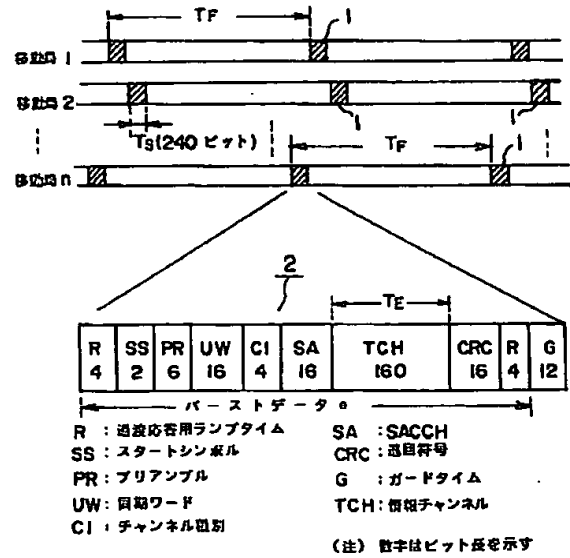 TF
1
移動局 1
移動局 2
1
1
TS(240 ビット)
TF
1
移動局 n
2
TE
R
4
SS
2
PR
6
UW
16
CI
4
SA
16
TCH
160
CRC
16
R
4
G
12
バーストデータ e
R : 過渡応答用ランプタイム
SS : スタートシンボル
PR : プリアンブル
UW : 同期ワード
CI : チャンネル種別
SA : SACCH
CRC :
G : ガードタイム
TCH : 情報チャンネル
(注) 数字はビット長を示す